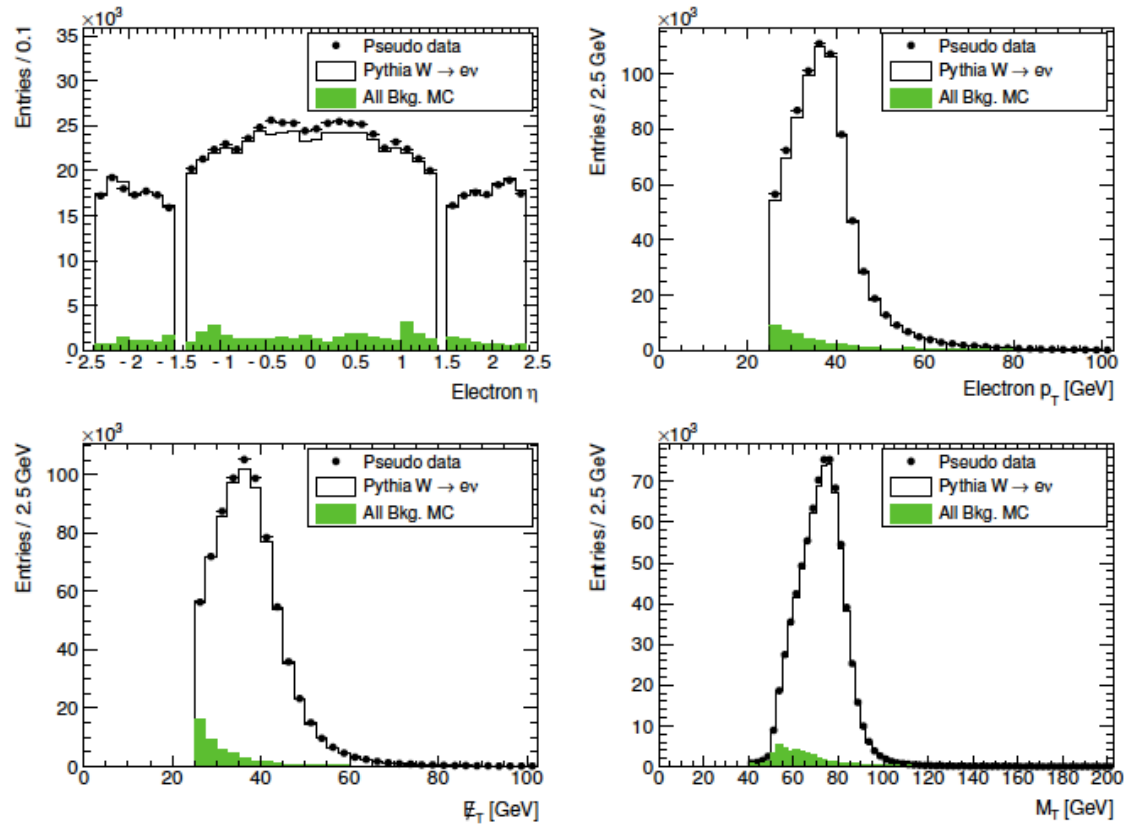 ×10³
Entries / 0.1
35
30
25
20
15
10
5
0
Pseudo data
Pythia W → eν
All Bkg. MC
-2.5 -2 -1.5 -1 -0.5 0 0.5 1 1.5 2 2.5
Electron η
×10³
Entries / 2.5 GeV
100
80
60
40
20
0
Pseudo data
Pythia W → eν
All Bkg. MC
0 20 40 60 80 100
Electron p_T [GeV]
×10³
Entries / 2.5 GeV
100
80
60
40
20
0
Pseudo data
Pythia W → eν
All Bkg. MC
0 20 40 60 80 100
E̸_T [GeV]
×10³
Entries / 2.5 GeV
70
60
50
40
30
20
10
0
Pseudo data
Pythia W → eν
All Bkg. MC
0 20 40 60 80 100 120 140 160 180 200
M_T [GeV]